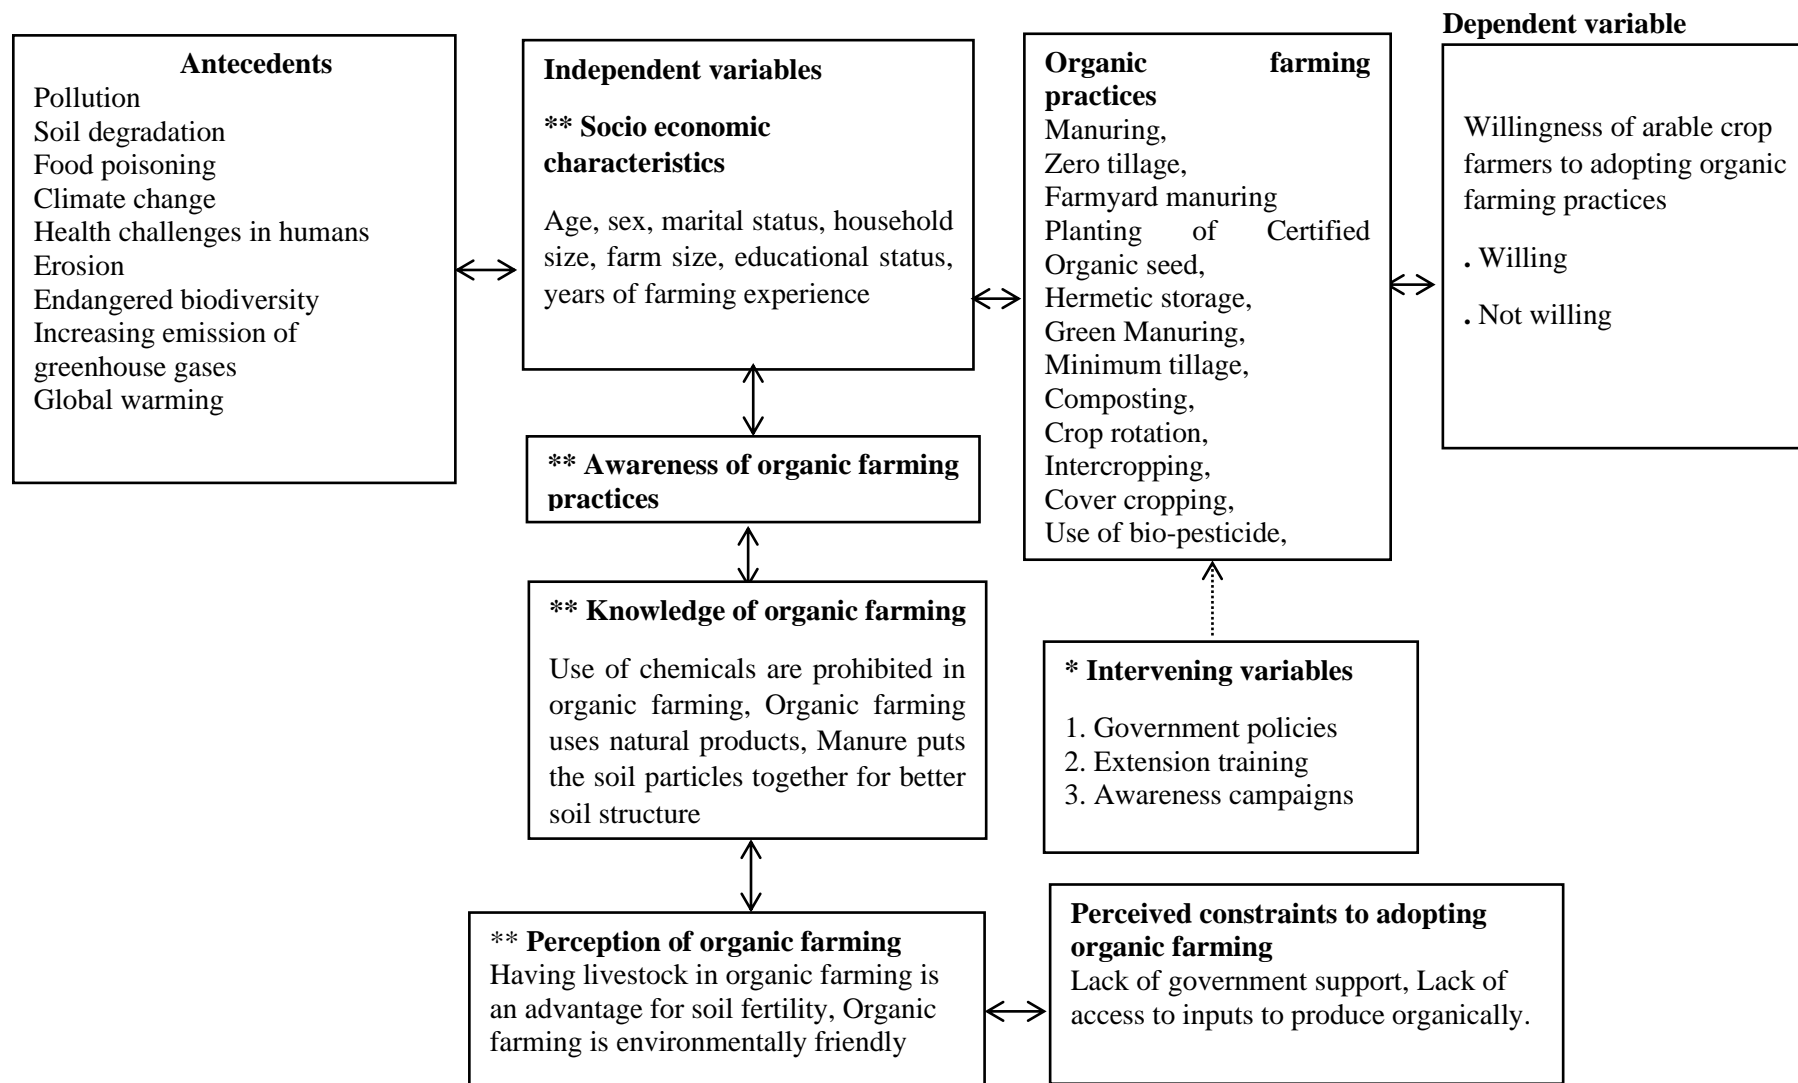 Antecedents
Pollution
Soil degradation
Food poisoning
Climate change
Health challenges in humans
Erosion
Endangered biodiversity
Increasing emission of
greenhouse gases
Global warming
Independent variables
** Socio economic
characteristics
Age, sex, marital status, household
size, farm size, educational status,
years of farming experience
** Awareness of organic farming
practices
** Knowledge of organic farming
Use of chemicals are prohibited in
organic farming, Organic farming
uses natural products, Manure puts
the soil particles together for better
soil structure
** Perception of organic farming
Having livestock in organic farming is
an advantage for soil fertility, Organic
farming is environmentally friendly
Organic farming
practices
Manuring,
Zero tillage,
Farmyard manuring
Planting of Certified
Organic seed,
Hermetic storage,
Green Manuring,
Minimum tillage,
Composting,
Crop rotation,
Intercropping,
Cover cropping,
Use of bio-pesticide,
* Intervening variables
1. Government policies
2. Extension training
3. Awareness campaigns
Perceived constraints to adopting
organic farming
Lack of government support, Lack of
access to inputs to produce organically.
Dependent variable
Willingness of arable crop
farmers to adopting organic
farming practices
. Willing
. Not willing